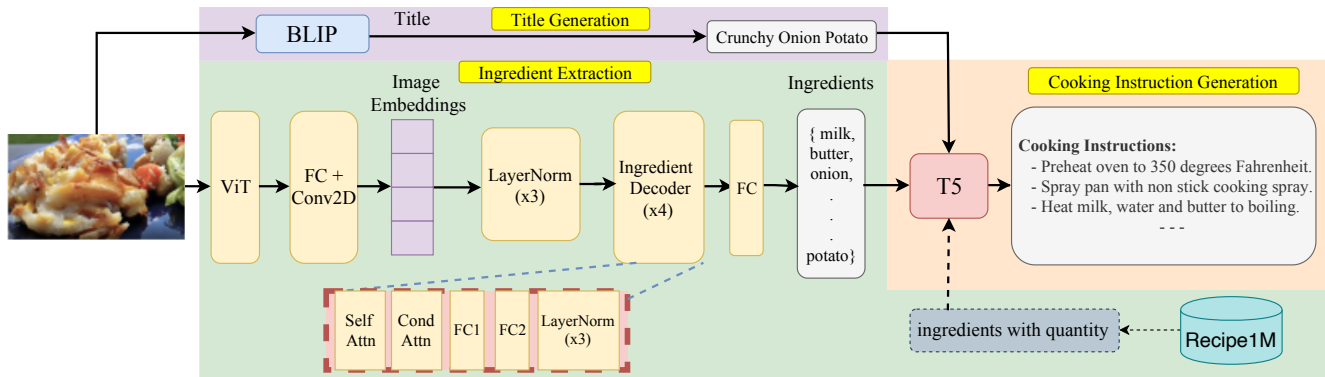 Title
Title Generation
BLIP
Crunchy Onion Potato
Ingredient Extraction
Image
Embeddings
Ingredients
Cooking Instruction Generation
ViT
FC +
Conv2D
LayerNorm
(x3)
Ingredient
Decoder
(x4)
FC
{ milk,
butter,
onion,
.
.
.
potato}
T5
Cooking Instructions:
- Preheat oven to 350 degrees Fahrenheit.
- Spray pan with non stick cooking spray.
- Heat milk, water and butter to boiling.
- - -
Self
Attn
Cond
Attn
FC1
FC2
LayerNorm
(x3)
ingredients with quantity
Recipe1M